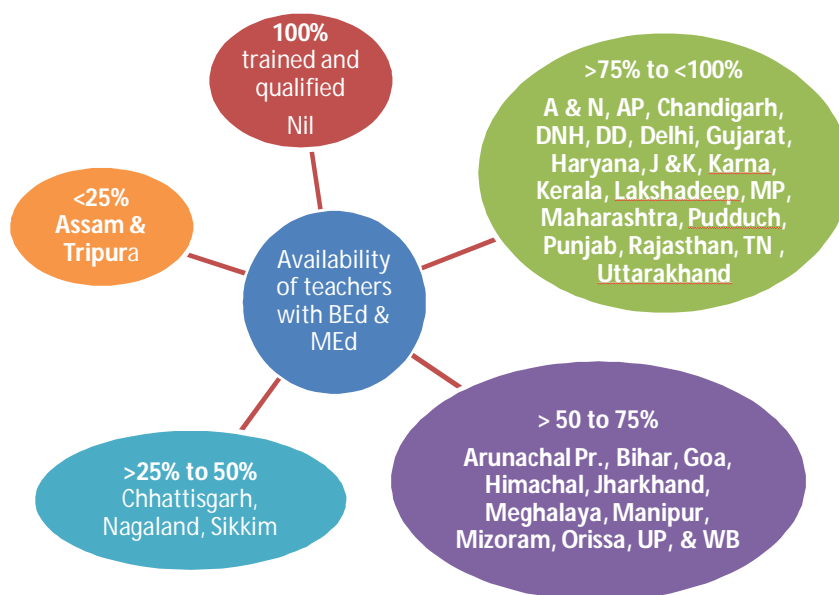 100%
trained and
qualified
Nil
>75% to <100%
A & N, AP, Chandigarh,
DNH, DD, Delhi, Gujarat,
Haryana, J &K, Karna,
Kerala, Lakshadeep, MP,
Maharashtra, Pudduch,
Punjab, Rajasthan, TN ,
Uttarakhand
<25%
Assam &
Tripura
Availability
of teachers
with BEd &
MEd
>25% to 50%
Chhattisgarh,
Nagaland, Sikkim
> 50 to 75%
Arunachal Pr., Bihar, Goa,
Himachal, Jharkhand,
Meghalaya, Manipur,
Mizoram, Orissa, UP, & WB